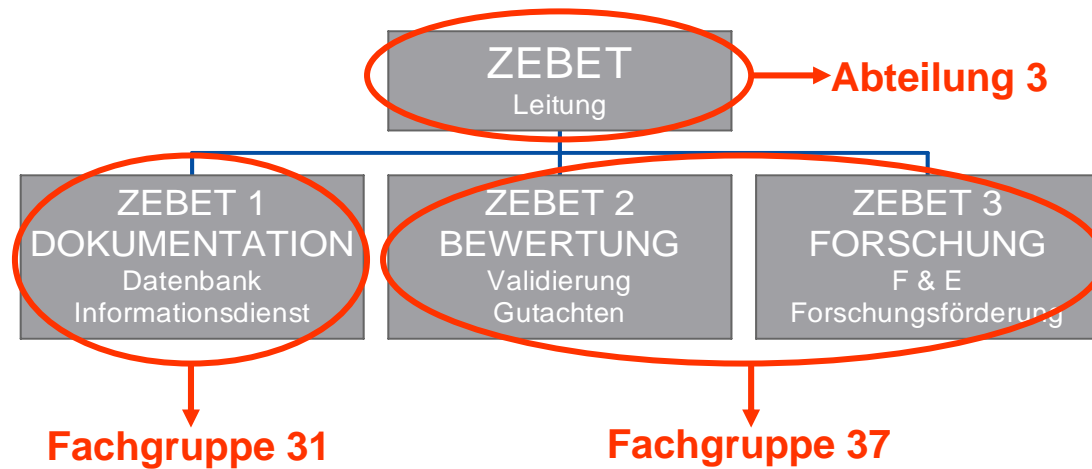 ZEBET
Leitung
Abteilung 3
ZEBET 1
DOKUMENTATION
Datenbank
Informationsdienst
ZEBET 2
BEWERTUNG
Validierung
Gutachten
ZEBET 3
FORSCHUNG
F & E
Forschungsförderung
Fachgruppe 31
Fachgruppe 37